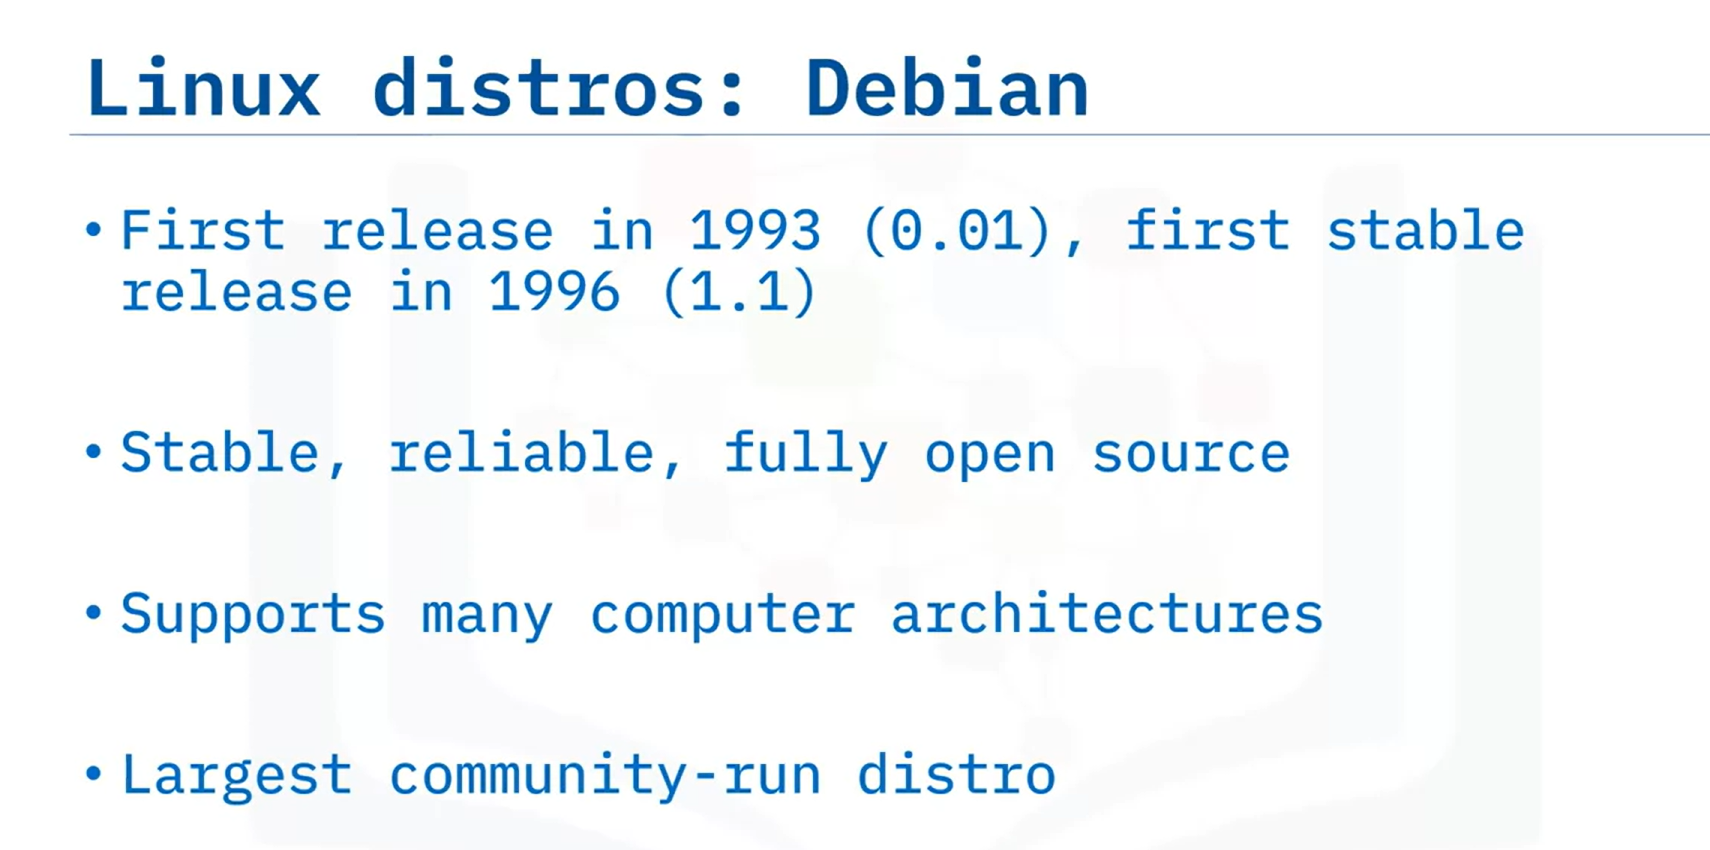 Linux distros: Debian
• First release in 1993 (0.01), first stable
release in 1996 (1.1)
• Stable, reliable, fully open source
• Supports many computer architectures
• Largest community-run distro